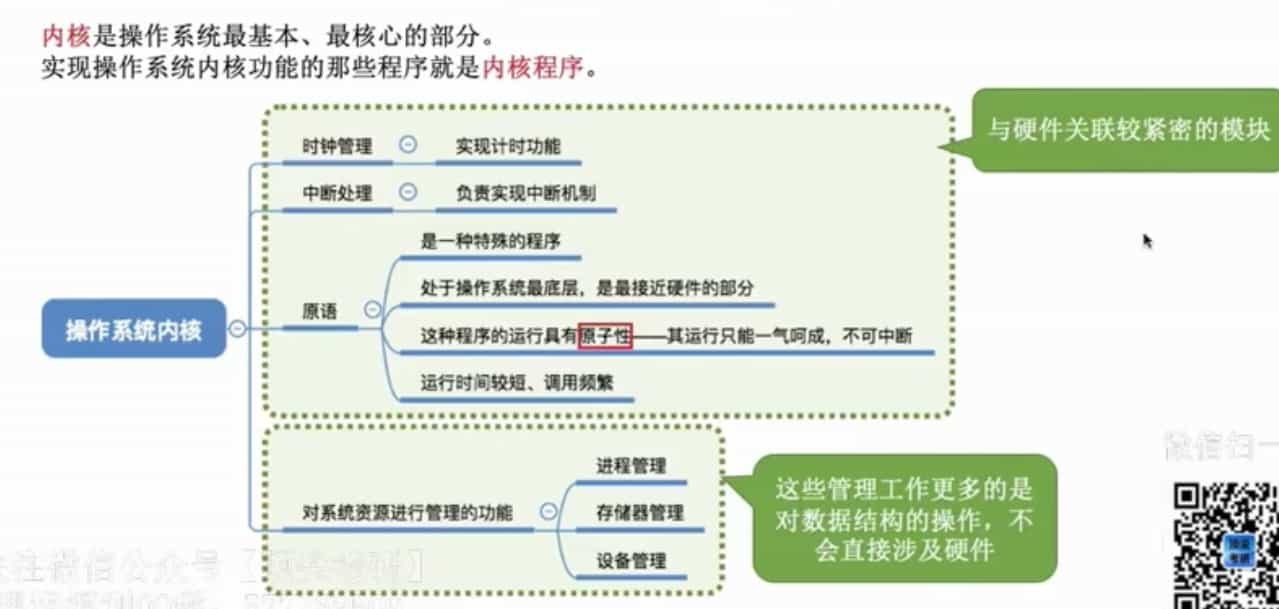 内核是操作系统最基本、最核心的部分。
实现操作系统内核功能的那些程序就是内核程序。
与硬件关联较紧密的模块
时钟管理
实现计时功能
中断处理
负责实现中断机制
是一种特殊的程序
处于操作系统最底层，是最接近硬件的部分
原语
操作系统内核
这种程序的运行具有原子性——其运行只能一气呵成，不可中断
运行时间较短、调用频繁
进程管理
对系统资源进行管理的功能
存储器管理
设备管理
这些管理工作更多的是
对数据结构的操作，不
会直接涉及硬件
微信扫一
注微信公众号